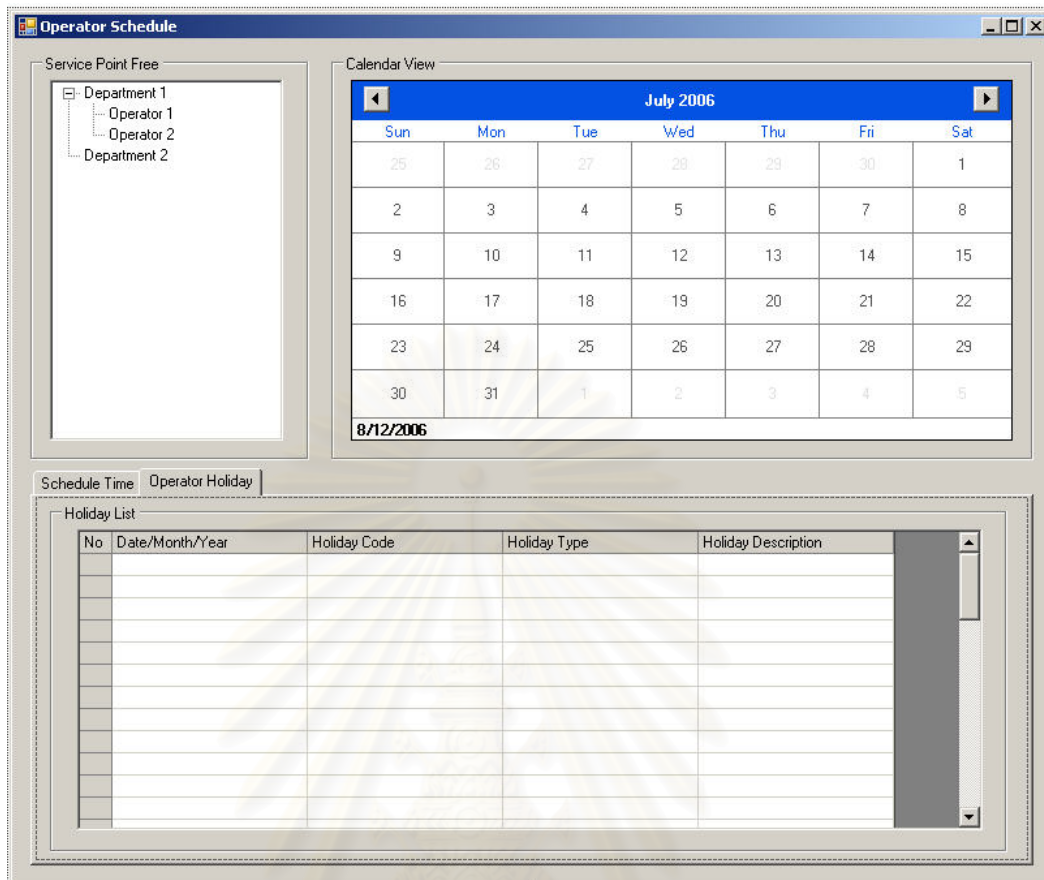 Operator Schedule
Service Point Free
Department 1
Operator 1
Operator 2
Department 2
Calendar View
July 2006
Sun Mon Tue Wed Thu Fri Sat
25 26 27 28 29 30 1
2 3 4 5 6 7 8
9 10 11 12 13 14 15
16 17 18 19 20 21 22
23 24 25 26 27 28 29
30 31 1 2 3 4 5
8/12/2006
Schedule Time Operator Holiday
Holiday List
No Date/Month/Year Holiday Code Holiday Type Holiday Description